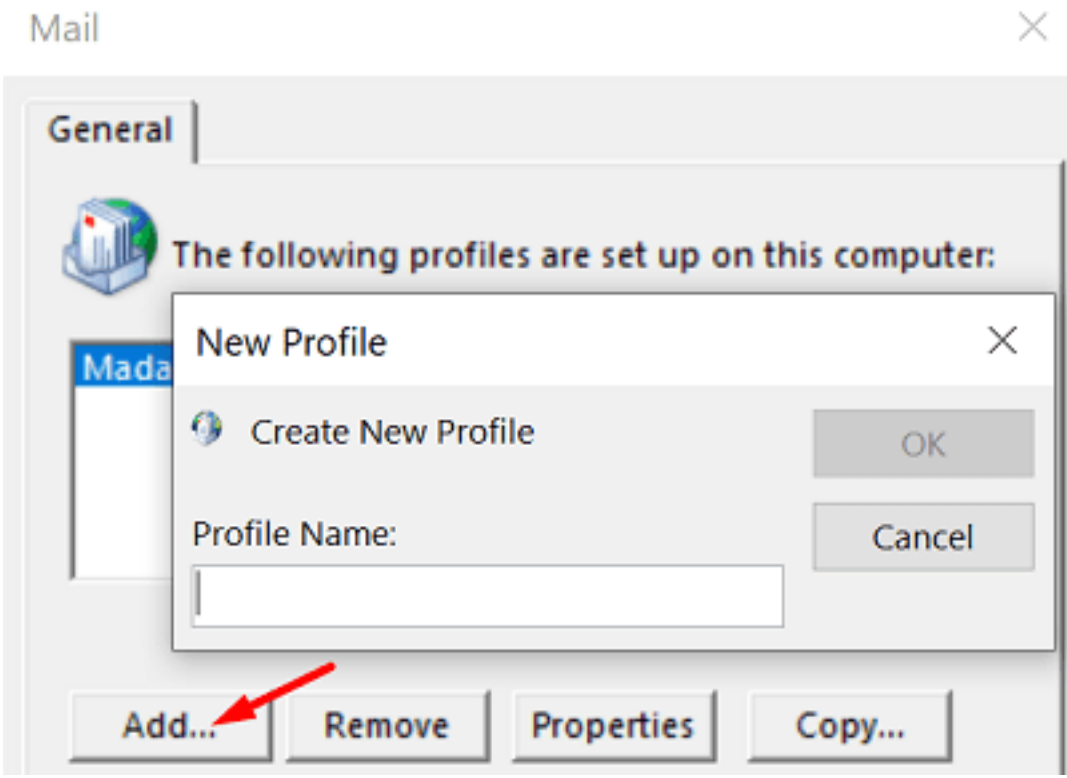 Mail
General
The following profiles are set up on this computer:
New Profile
Mada
Create New Profile
OK
Profile Name:
Cancel
Add...
Remove
Properties
Copy...